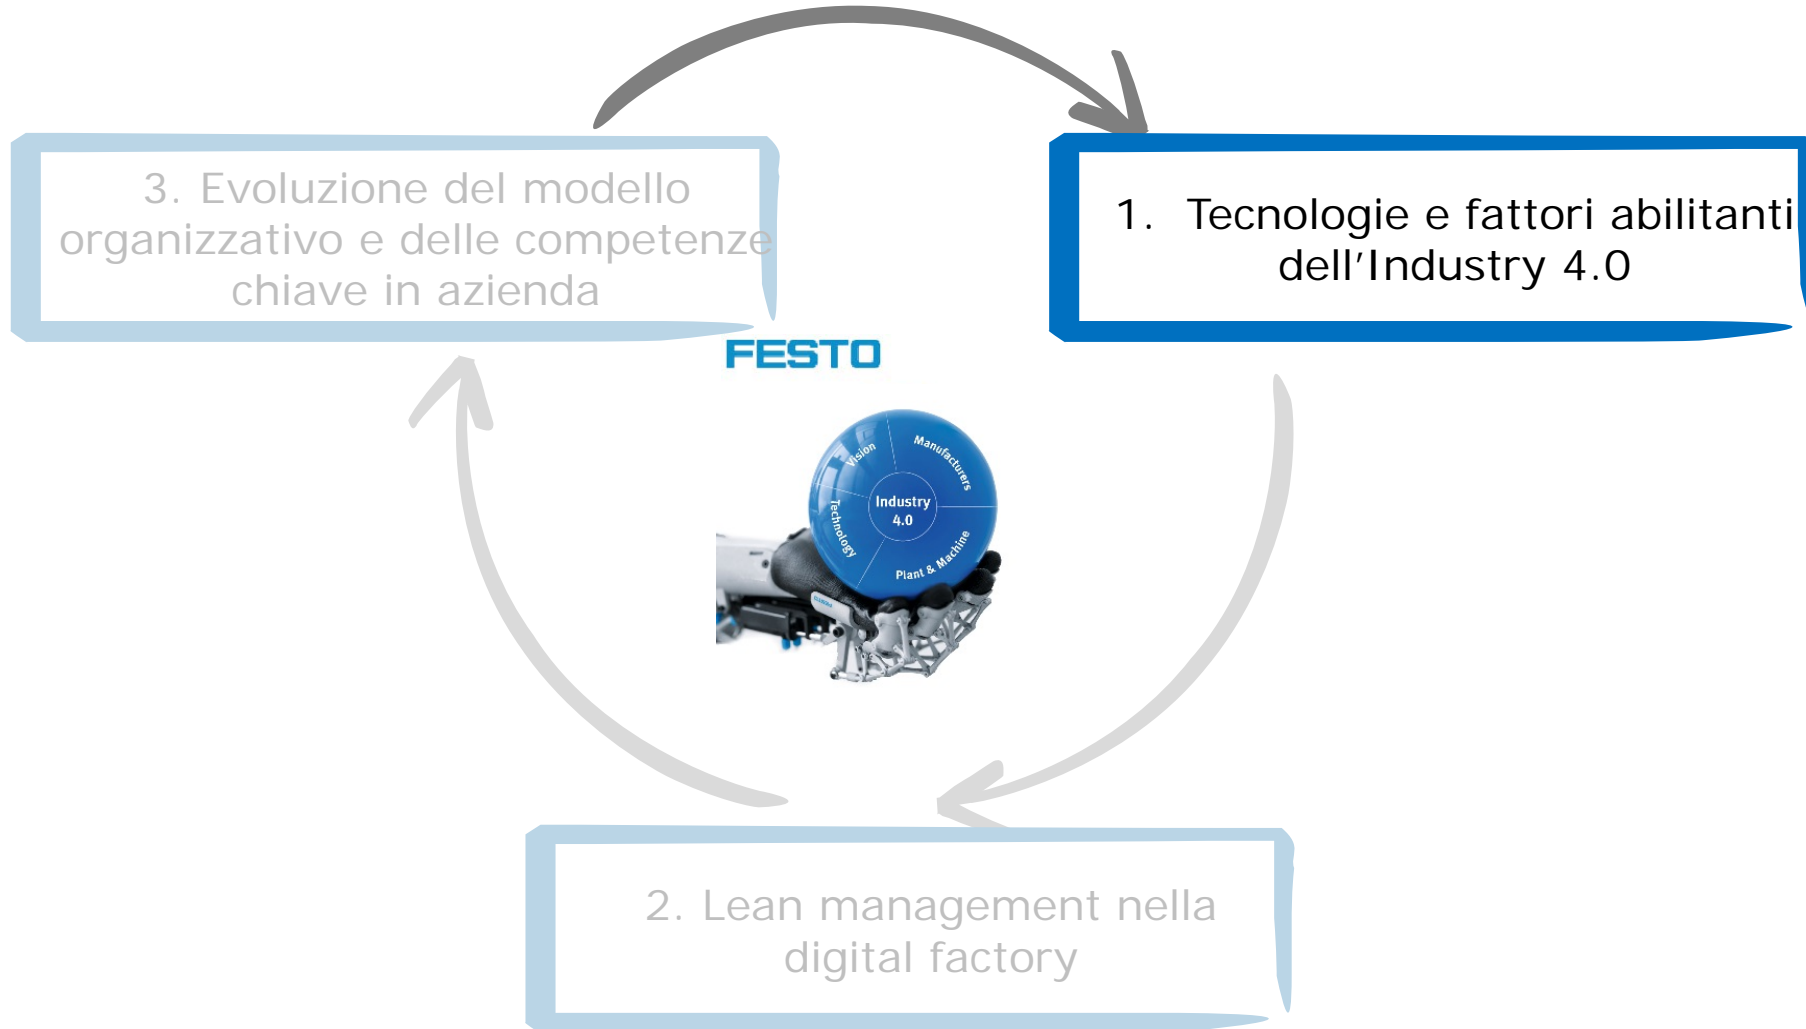 3. Evoluzione del modello
organizzativo e delle competenze
chiave in azienda
1. Tecnologie e fattori abilitanti
dell'Industry 4.0
FESTO
Vision
Manufacturers
Industry
4.0
Technology
Plant & Machine
2. Lean management nella
digital factory